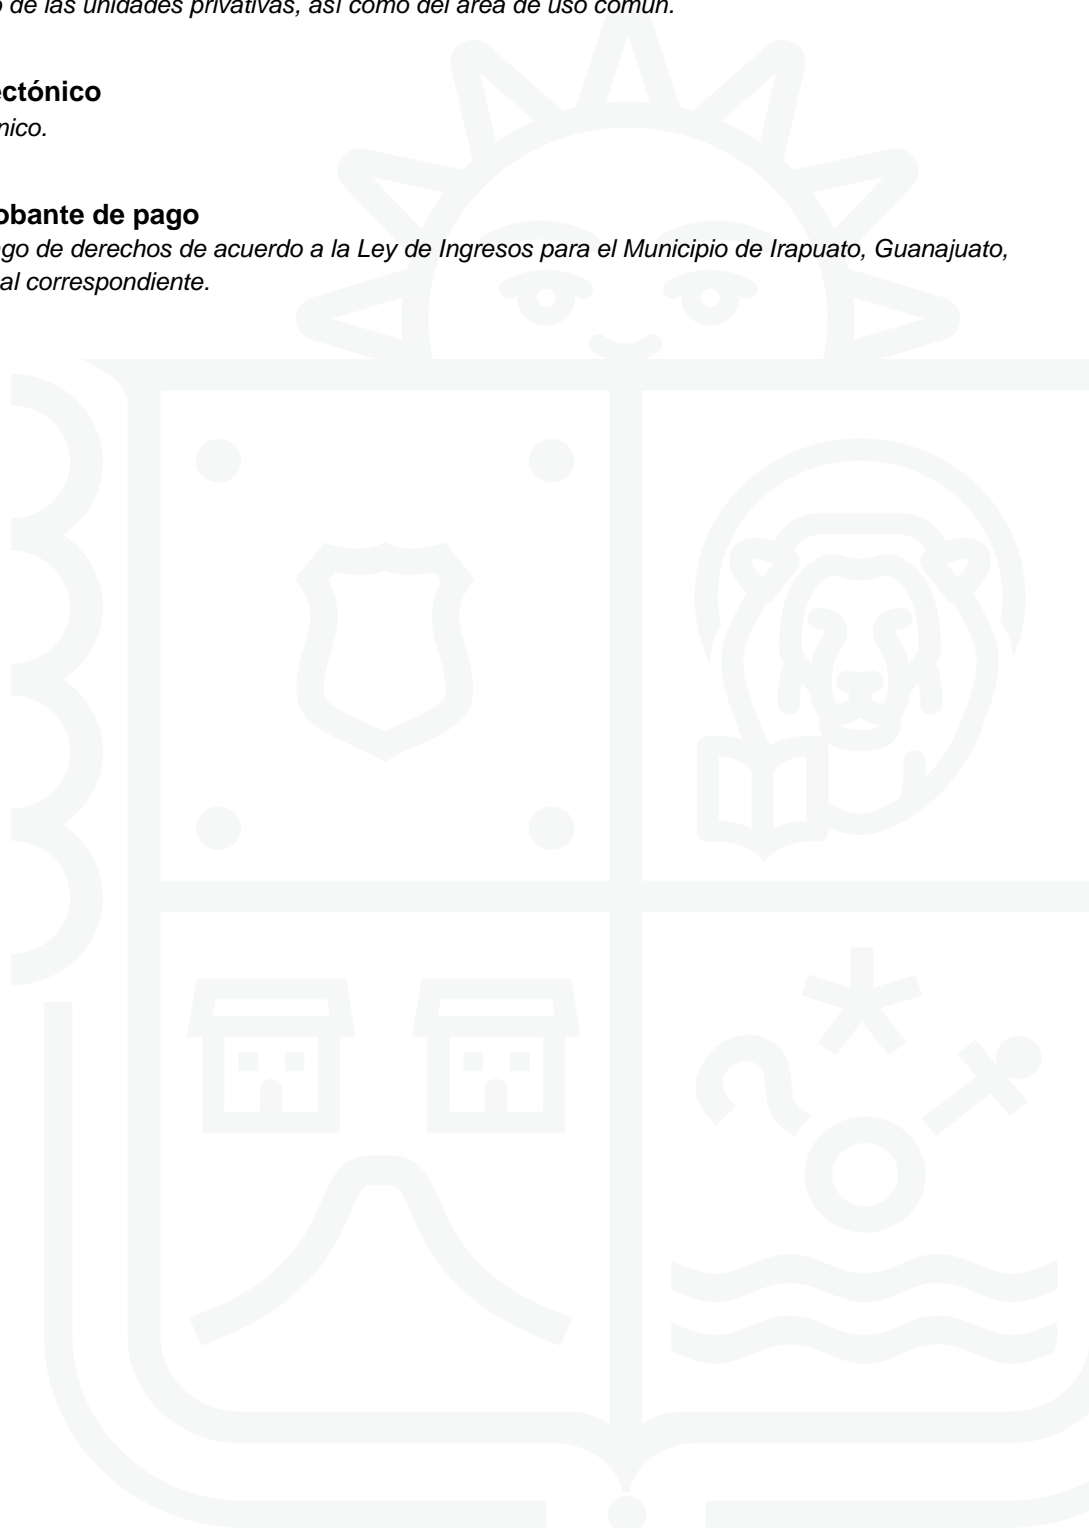 o de las unidades privativas, así como del área de uso común.
ectónico
nico.
obante de pago
go de derechos de acuerdo a la Ley de Ingresos para el Municipio de Irapuato, Guanajuato,
al correspondiente.